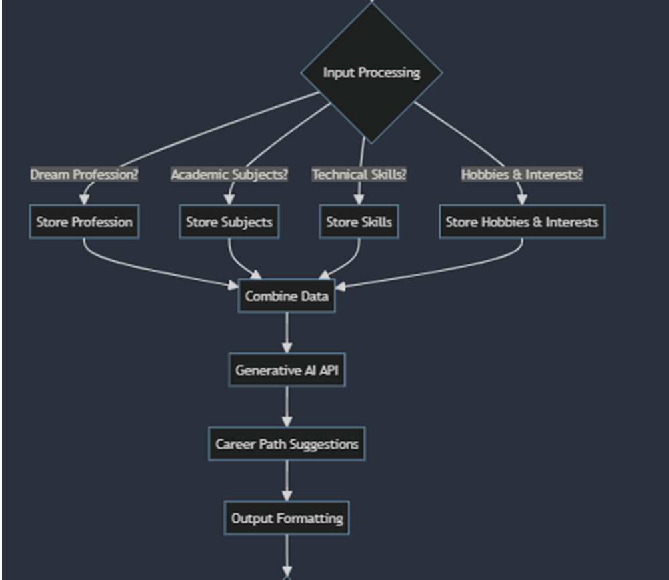 Input Processing
Dream Profession?
Academic Subjects?
Technical Skills?
Hobbies & Interests?
Store Profession
Store Subjects
Store Skills
Store Hobbies & Interests
Combine Data
Generative AI API
Career Path Suggestions
Output Formatting